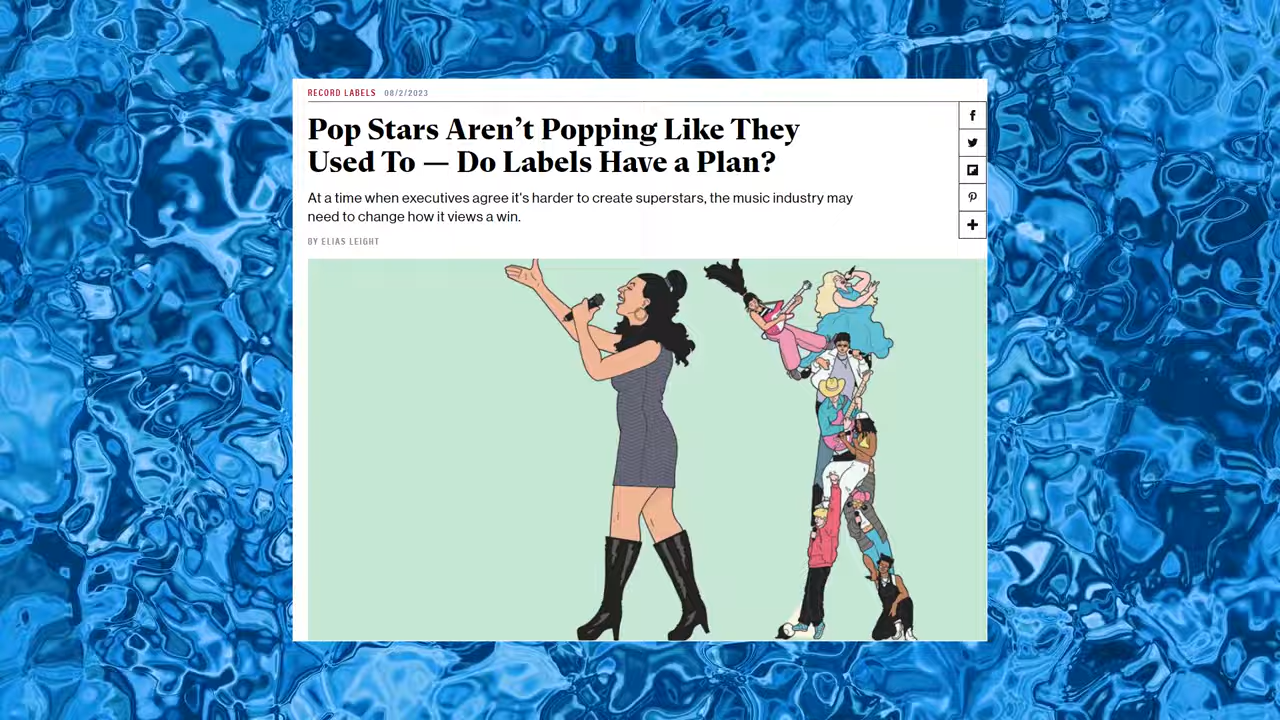 RECORD LABELS 08/2/2023
Pop Stars Aren’t Popping Like They
Used To — Do Labels Have a Plan?
At a time when executives agree it's harder to create superstars, the music industry may
need to change how it views a win.
BY ELIAS LEIGHT